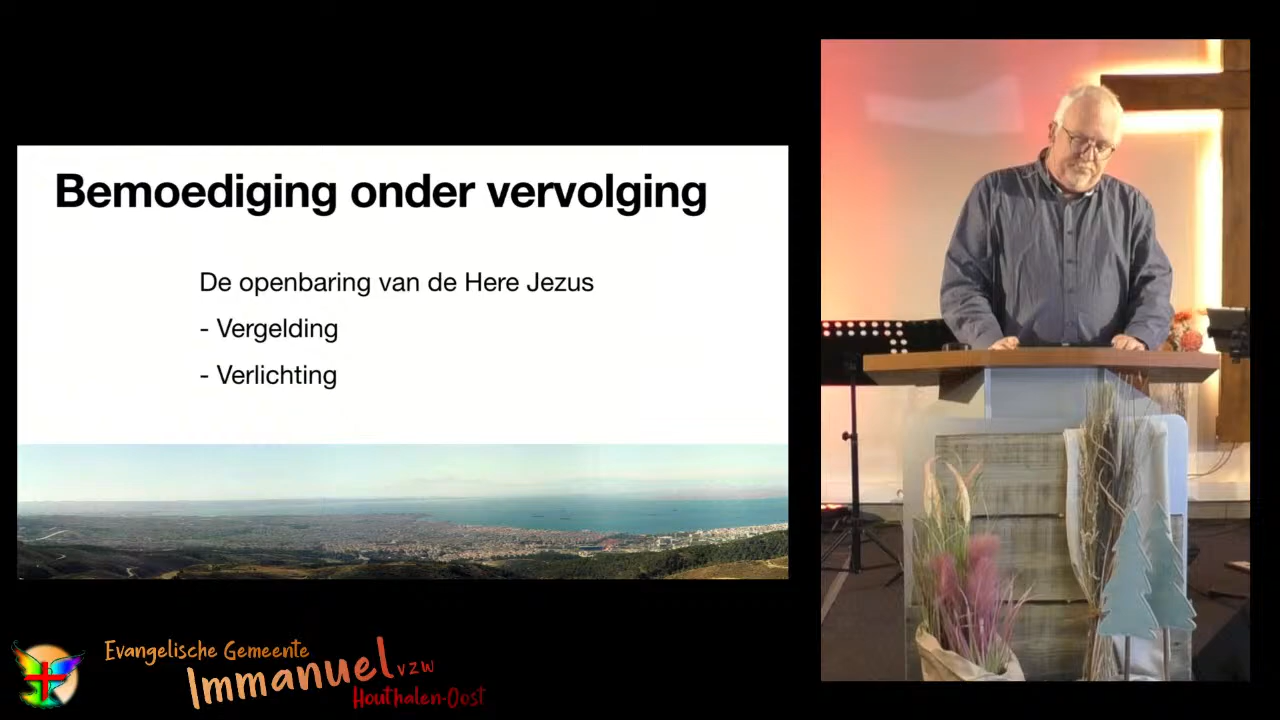 Bemoediging onder vervolging
De openbaring van de Here Jezus
- Vergelding
- Verlichting
Evangelische Gemeente
Immanuel vzw
Houthalen-Oost